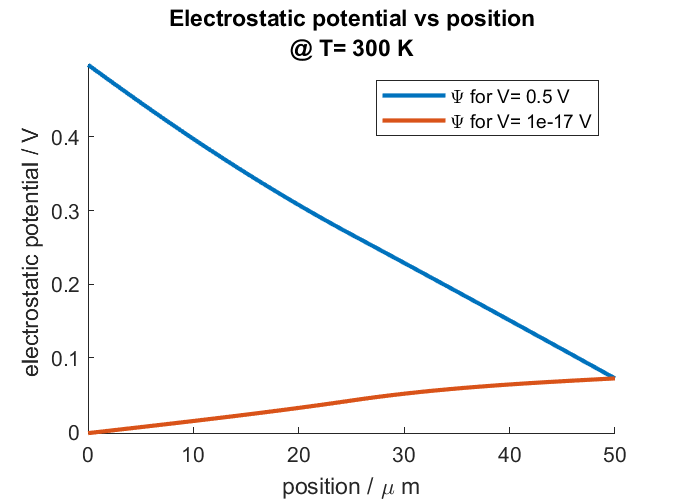 Electrostatic potential vs position
@ T= 300 K
Ψ for V= 0.5 V
Ψ for V= 1e-17 V
electrostatic potential / V
0.4
0.3
0.2
0.1
0
0 10 20 30 40 50
position / μ m